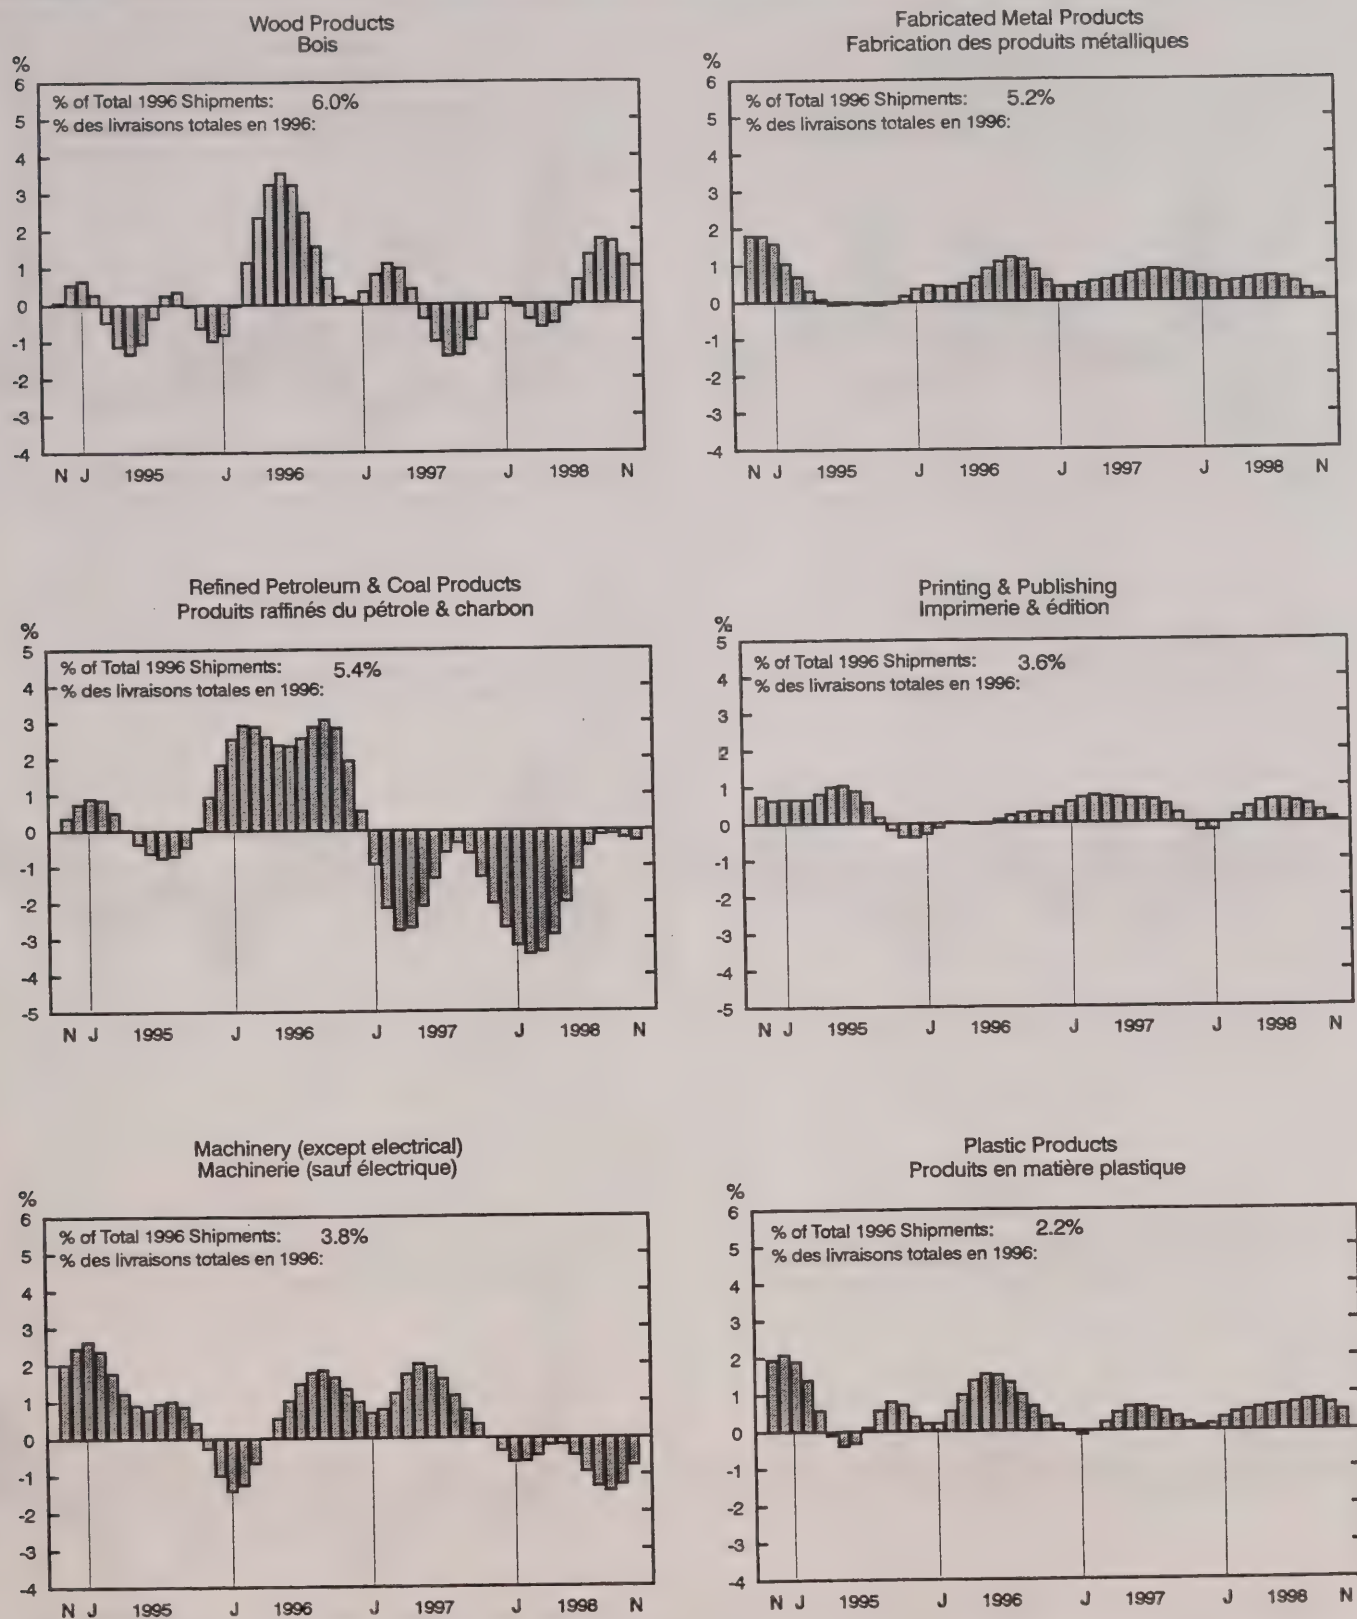 Wood Products
Bois
%
6
% of Total 1996 Shipments: 6.0%
% des livraisons totales en 1996:
5
4
3
2
1
0
-1
-2
-3
-4
N J 1995 J 1996 J 1997 J 1998 N
Fabricated Metal Products
Fabrication des produits métalliques
%
6
% of Total 1996 Shipments: 5.2%
% des livraisons totales en 1996:
5
4
3
2
1
0
-1
-2
-3
-4
N J 1995 J 1996 J 1997 J 1998 N
Refined Petroleum & Coal Products
Produits raffinés du pétrole & charbon
%
5
% of Total 1996 Shipments: 5.4%
% des livraisons totales en 1996:
4
3
2
1
0
-1
-2
-3
-4
-5
N J 1995 J 1996 J 1997 J 1998 N
Printing & Publishing
Imprimerie & édition
%
5
% of Total 1996 Shipments: 3.6%
% des livraisons totales en 1996:
4
3
2
1
0
-1
-2
-3
-4
-5
N J 1995 J 1996 J 1997 J 1998 N
Machinery (except electrical)
Machinerie (sauf électrique)
%
6
% of Total 1996 Shipments: 3.8%
% des livraisons totales en 1996:
5
4
3
2
1
0
-1
-2
-3
-4
N J 1995 J 1996 J 1997 J 1998 N
Plastic Products
Produits en matière plastique
%
6
% of Total 1996 Shipments: 2.2%
% des livraisons totales en 1996:
5
4
3
2
1
0
-1
-2
-3
-4
N J 1995 J 1996 J 1997 J 1998 N